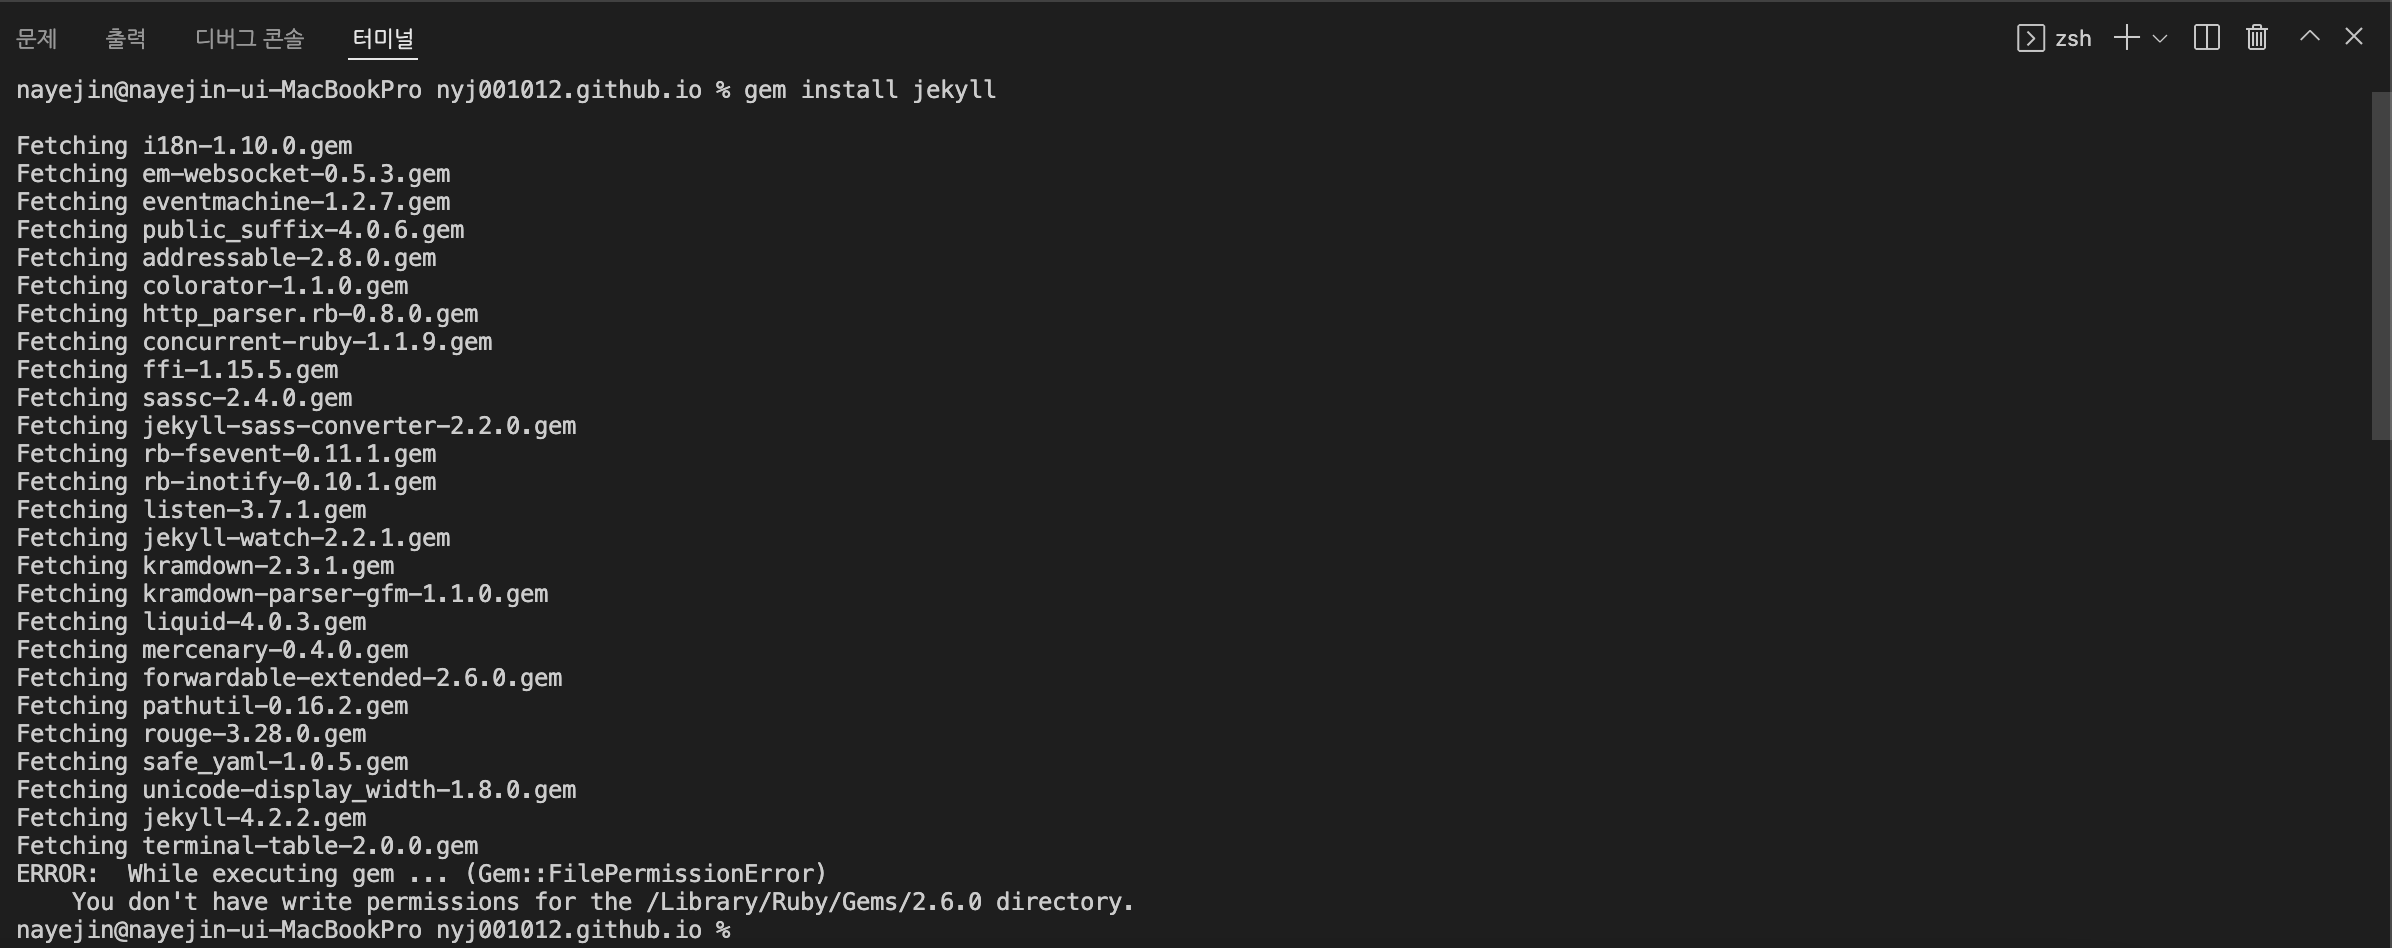 문제 출력 디버그 콘솔 터미널 zsh
nayejin@nayejin-ui-MacBookPro nyj001012.github.io % gem install jekyll
Fetching i18n-1.10.0.gem
Fetching em-websocket-0.5.3.gem
Fetching eventmachine-1.2.7.gem
Fetching public_suffix-4.0.6.gem
Fetching addressable-2.8.0.gem
Fetching colorator-1.1.0.gem
Fetching http_parser.rb-0.8.0.gem
Fetching concurrent-ruby-1.1.9.gem
Fetching ffi-1.15.5.gem
Fetching sassc-2.4.0.gem
Fetching jekyll-sass-converter-2.2.0.gem
Fetching rb-fsevent-0.11.1.gem
Fetching rb-inotify-0.10.1.gem
Fetching listen-3.7.1.gem
Fetching jekyll-watch-2.2.1.gem
Fetching kramdown-2.3.1.gem
Fetching kramdown-parser-gfm-1.1.0.gem
Fetching liquid-4.0.3.gem
Fetching mercenary-0.4.0.gem
Fetching forwardable-extended-2.6.0.gem
Fetching pathutil-0.16.2.gem
Fetching rouge-3.28.0.gem
Fetching safe_yaml-1.0.5.gem
Fetching unicode-display_width-1.8.0.gem
Fetching jekyll-4.2.2.gem
Fetching terminal-table-2.0.0.gem
ERROR:  While executing gem ... (Gem::FilePermissionError)
    You don't have write permissions for the /Library/Ruby/Gems/2.6.0 directory.
nayejin@nayejin-ui-MacBookPro nyj001012.github.io %